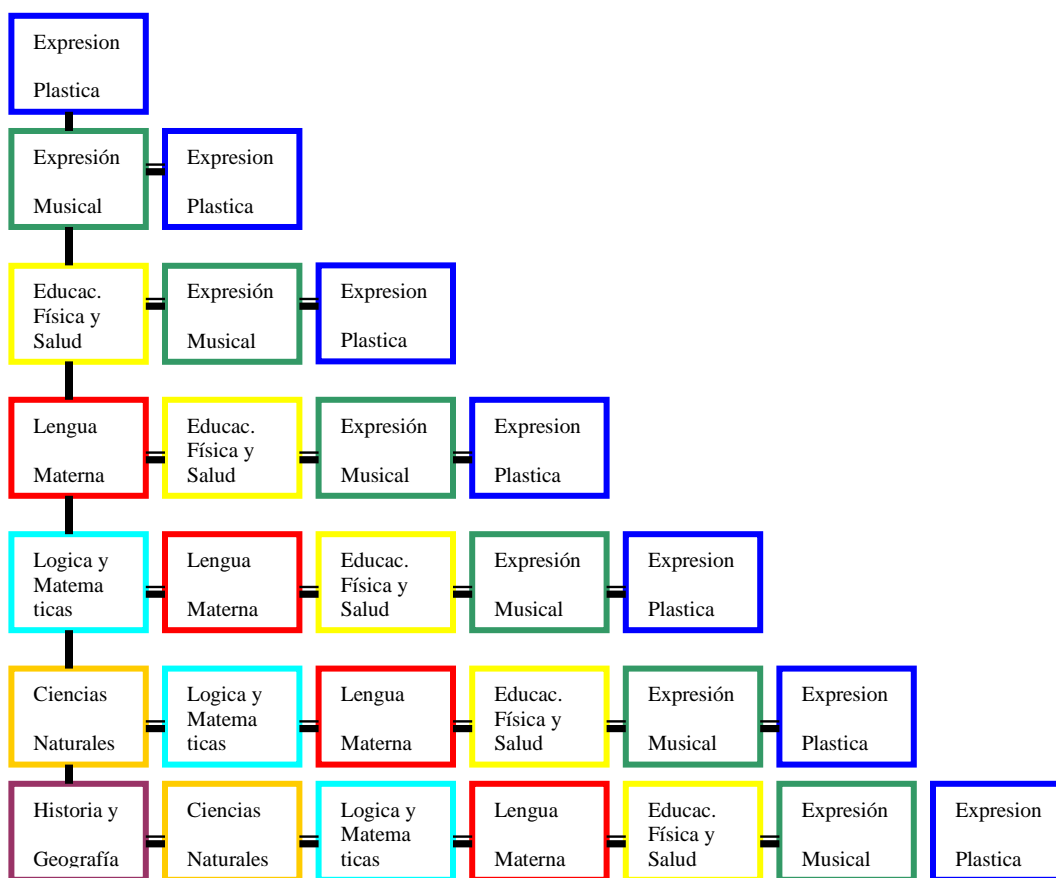 Expresion
Plastica
Expresión
Musical
Expresion
Plastica
Educac.
Física y
Salud
Expresión
Musical
Expresion
Plastica
Lengua
Materna
Educac.
Física y
Salud
Expresión
Musical
Expresion
Plastica
Logica y
Matema
ticas
Lengua
Materna
Educac.
Física y
Salud
Expresión
Musical
Expresion
Plastica
Ciencias
Naturales
Logica y
Matema
ticas
Lengua
Materna
Educac.
Física y
Salud
Expresión
Musical
Expresion
Plastica
Historia y
Geografía
Ciencias
Naturales
Logica y
Matema
ticas
Lengua
Materna
Educac.
Física y
Salud
Expresión
Musical
Expresion
Plastica